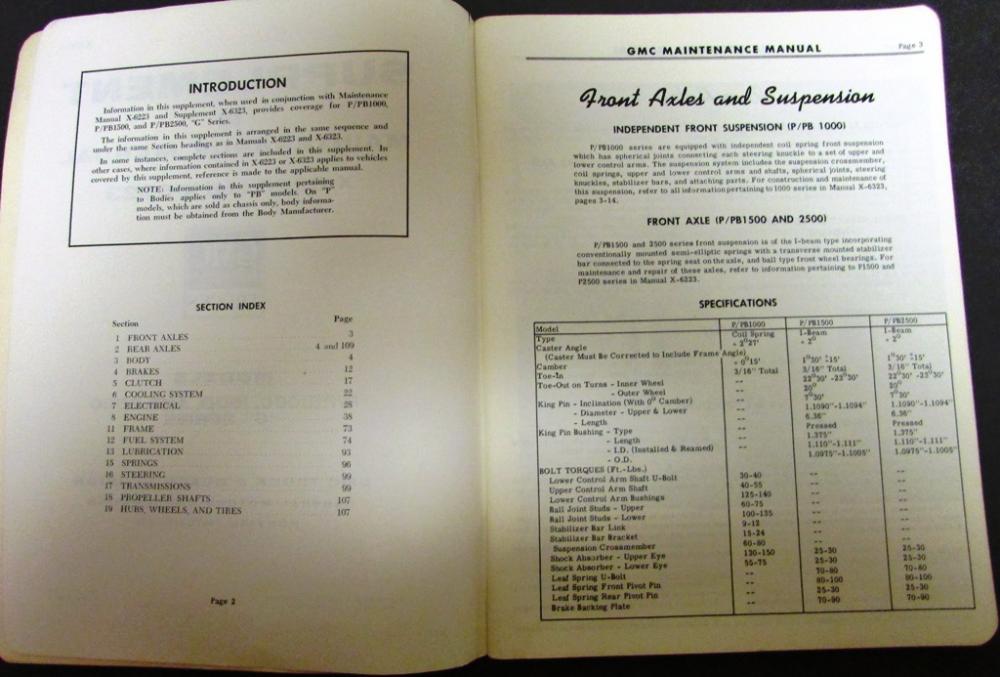 INTRODUCTION
Information in this supplement, when used in conjunction with Maintenance
Manual X-6223 and Supplement X-6323, provides coverage for P/PB1000,
P/PB1500, and P/PB2500, "G" Series.
The information in this supplement is arranged in the same sequence and
under the same Section headings as in Manuals X-6223 and X-6323.
In some instances, complete sections are included in this supplement. In
other cases, where information contained in X-6223 or X-6323 applies to vehicles
covered by this supplement, reference is made to the applicable manual.
NOTE: Information in this supplement pertaining
to Bodies applies only to "PB" models. On "P"
models, which are sold as chassis only, body informa-
tion must be obtained from the Body Manufacturer.
SECTION INDEX
Section Page
1 FRONT AXLES 3
2 REAR AXLES 4 and 109
3 BODY 4
4 BRAKES 12
5 CLUTCH 17
6 COOLING SYSTEM 22
7 ELECTRICAL 28
8 ENGINE 38
11 FRAME 73
12 FUEL SYSTEM 74
13 LUBRICATION 93
15 SPRINGS 96
16 STEERING 99
17 TRANSMISSIONS 99
18 PROPELLER SHAFTS 107
19 HUBS, WHEELS, AND TIRES 107
Page 2
GMC MAINTENANCE MANUAL Page 3
Front Axles and Suspension
INDEPENDENT FRONT SUSPENSION (P/PB 1000)
P/PB1000 series are equipped with independent coil spring front suspension
which has spherical joints connecting each steering knuckle to a set of upper and
lower control arms. The suspension system includes the suspension crossmember,
coil springs, upper and lower control arms and shafts, spherical joints, steering
knuckles, stabilizer bars, and attaching parts. For construction and maintenance of
this suspension, refer to all information pertaining to 1000 series in Manual X-6323,
pages 3-14.
FRONT AXLE (P/PB1500 AND 2500)
P/PB1500 and 2500 series front suspension is of the I-beam type incorporating
conventionally mounted semi-elliptic springs with a transverse mounted stabilizer
bar connected to the spring seat on the axle, and ball type front wheel bearings. For
maintenance and repair of these axles, refer to information pertaining to P1500 and
P2500 series in Manual X-6223.
SPECIFICATIONS
Model P/PB1000 P/PB1500 P/PB2500
Type Coil Spring I-Beam I-Beam
Caster Angle + 2°27' + 2° + 2°
(Caster Must Be Corrected to Include Frame Angle)
Camber 1°30' ±15' 1°30' ±15'
Toe-In 3/16" Total 3/16" Total 3/16" Total
Toe-Out on Turns - Inner Wheel --
- Outer Wheel -- 20° 20°
King Pin - Inclination (With 0° Camber) -- 7°30' 7°30'
- Diameter - Upper & Lower -- 1.1090"-1.1094" 1.1090"-1.1094"
- Length -- 6.36" 6.36"
King Pin Bushing - Type -- Pressed Pressed
- Length -- 1.375" 1.375"
- I.D. (Installed & Reamed) -- 1.110"-1.111" 1.110"-1.111"
- O.D. -- 1.0975"-1.1005" 1.0975"-1.1005"
BOLT TORQUES (Ft.-Lbs.)
Lower Control Arm Shaft U-Bolt 30-40 -- --
Upper Control Arm Shaft 40-55 -- --
Lower Control Arm Bushings 125-140 -- --
Ball Joint Studs - Upper 60-75 -- --
Ball Joint Studs - Lower 100-135 -- --
Stabilizer Bar Link 9-12 -- --
Stabilizer Bar Bracket 15-24 -- --
Suspension Crossmember 60-80 -- --
Shock Absorber - Upper Eye 130-150 25-30 25-30
Shock Absorber - Lower Eye 55-75 25-30 25-30
Leaf Spring U-Bolt -- 70-80 70-80
Leaf Spring Front Pivot Pin -- 80-100 80-100
Leaf Spring Rear Pivot Pin -- 25-30 25-30
Brake Backing Plate -- 70-90 70-90